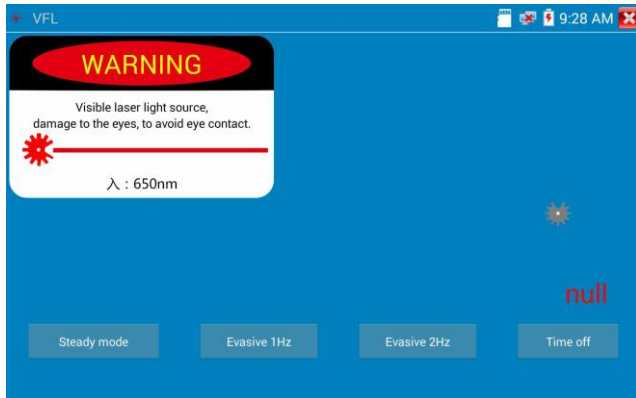 VFL
9:28 AM
WARNING
Visible laser light source,
damage to the eyes, to avoid eye contact.
入 : 650nm
null
Steady mode
Evasive 1Hz
Evasive 2Hz
Time off